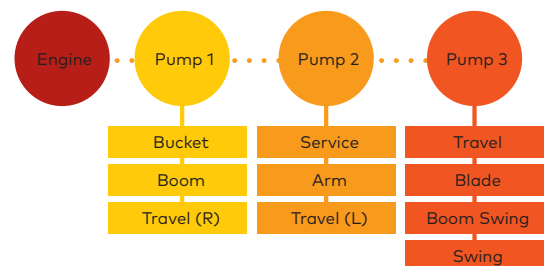 Engine
Pump 1
Pump 2
Pump 3
Bucket
Service
Travel
Boom
Arm
Blade
Travel (R)
Travel (L)
Boom Swing
Swing